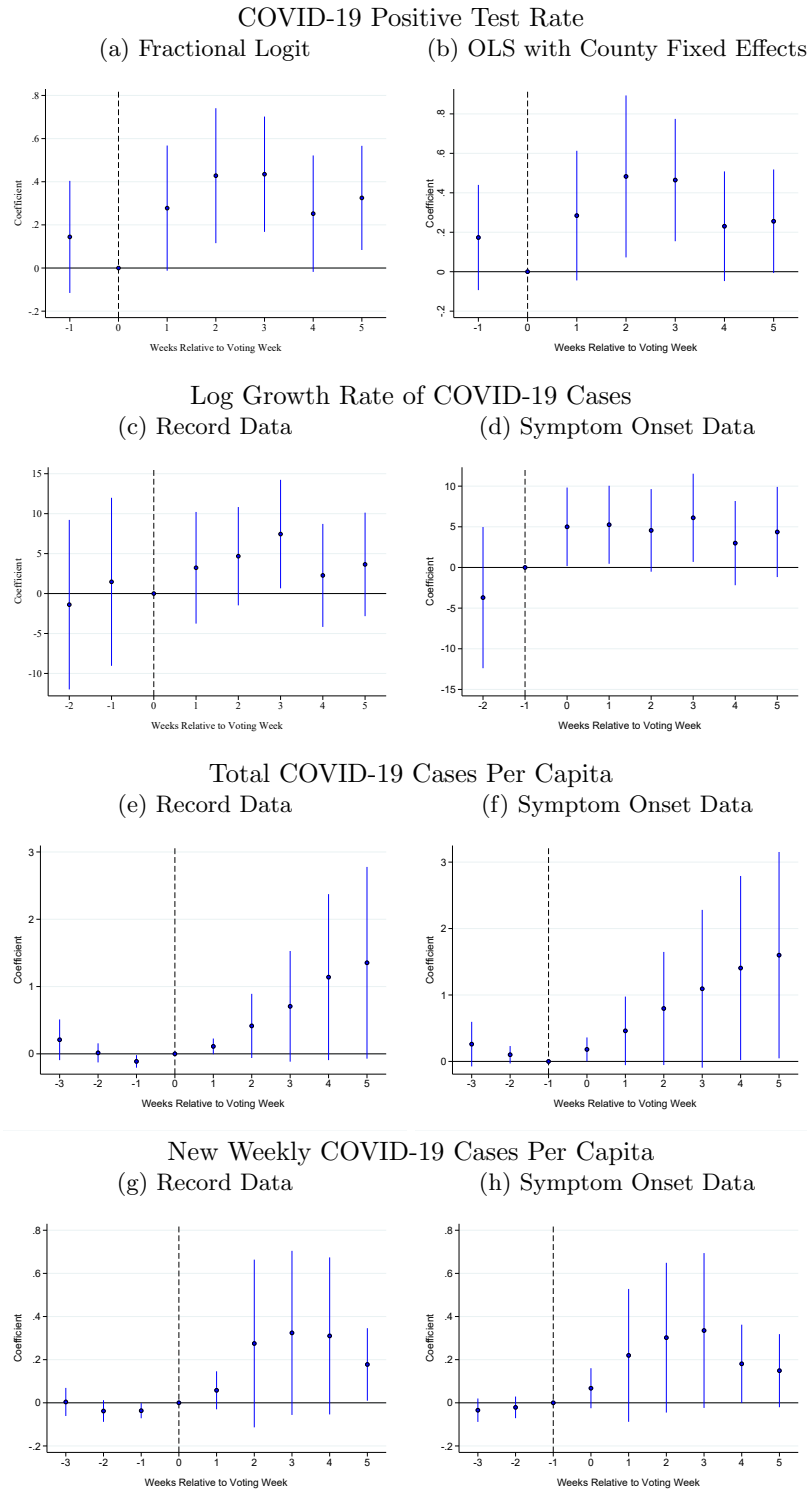 COVID-19 Positive Test Rate
(a) Fractional Logit (b) OLS with County Fixed Effects
.8
.6
.4
.2
0
-.2
Coefficient
-1 0 1 2 3 4 5
Weeks Relative to Voting Week
.8
.6
.4
.2
0
-.2
Coefficient
-1 0 1 2 3 4 5
Weeks Relative to Voting Week
Log Growth Rate of COVID-19 Cases
(c) Record Data (d) Symptom Onset Data
15
10
5
0
-5
-10
Coefficient
-2 -1 0 1 2 3 4 5
Weeks Relative to Voting Week
10
5
0
-5
-10
-15
Coefficient
-2 -1 0 1 2 3 4 5
Weeks Relative to Voting Week
Total COVID-19 Cases Per Capita
(e) Record Data (f) Symptom Onset Data
3
2
1
0
Coefficient
-3 -2 -1 0 1 2 3 4 5
Weeks Relative to Voting Week
3
2
1
0
Coefficient
-3 -2 -1 0 1 2 3 4 5
Weeks Relative to Voting Week
New Weekly COVID-19 Cases Per Capita
(g) Record Data (h) Symptom Onset Data
.8
.6
.4
.2
0
-.2
Coefficient
-3 -2 -1 0 1 2 3 4 5
Weeks Relative to Voting Week
.8
.6
.4
.2
0
-.2
Coefficient
-3 -2 -1 0 1 2 3 4 5
Weeks Relative to Voting Week